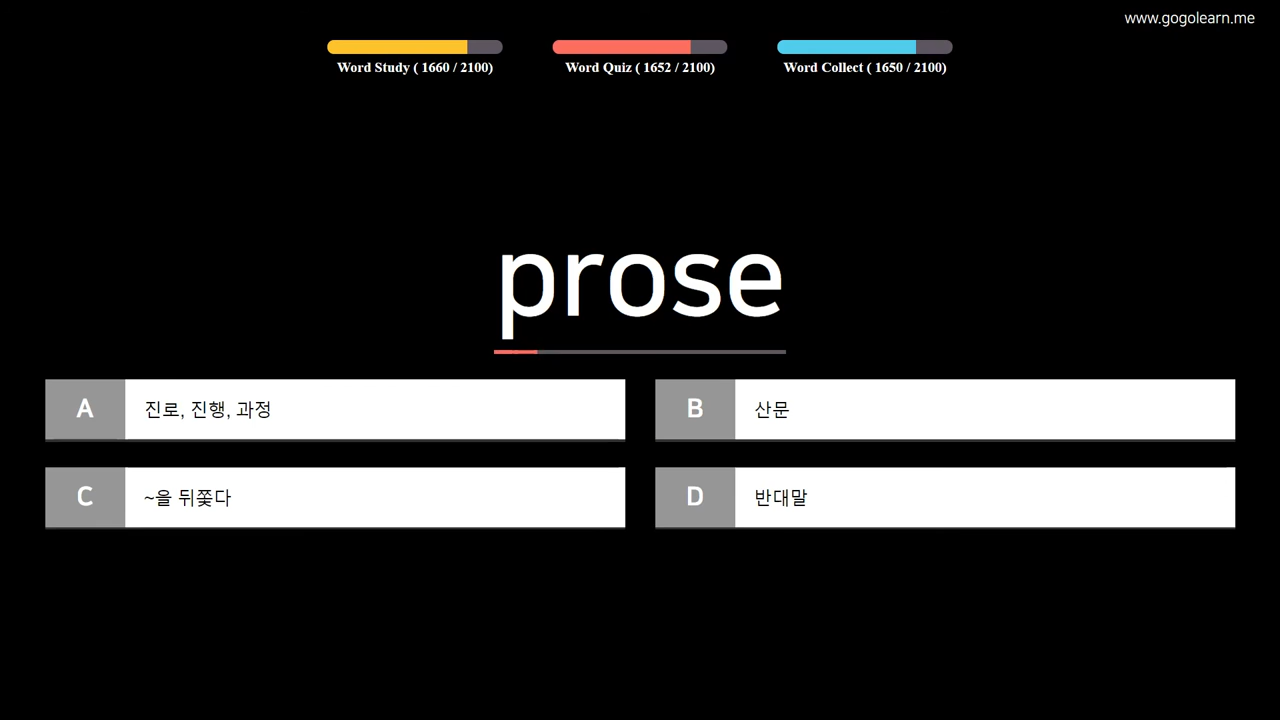 www.gogolearn.me
Word Study ( 1660 / 2100)
Word Quiz ( 1652 / 2100)
Word Collect ( 1650 / 2100)
prose
A 진로, 진행, 과정
B 산문
C ~을 뒤쫓다
D 반대말